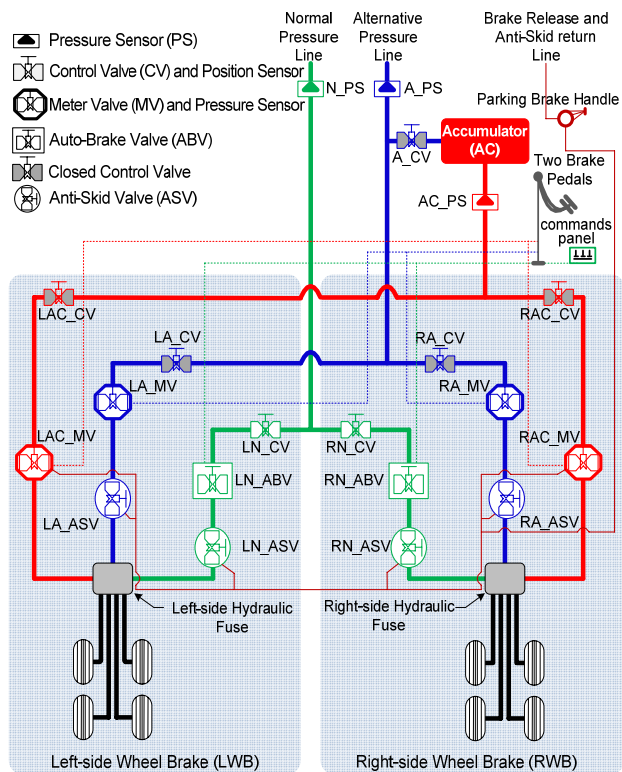 Normal
Pressure
Line
Alternative
Pressure
Line
Brake Release and
Anti-Skid return
Line
Pressure Sensor (PS)
Control Valve (CV) and Position Sensor
Meter Valve (MV) and Pressure Sensor
Auto-Brake Valve (ABV)
Closed Control Valve
Anti-Skid Valve (ASV)
N_PS
A_PS
Parking Brake Handle
A_CV
Accumulator
(AC)
Two Brake
Pedals
AC_PS
commands
panel
LAC_CV
RAC_CV
LA_CV
RA_CV
LA_MV
RA_MV
LAC_MV
RAC_MV
LN_CV
RN_CV
LN_ABV
RN_ABV
LA_ASV
RA_ASV
LN_ASV
RN_ASV
Left-side Hydraulic
Fuse
Right-side Hydraulic
Fuse
Left-side Wheel Brake (LWB)
Right-side Wheel Brake (RWB)